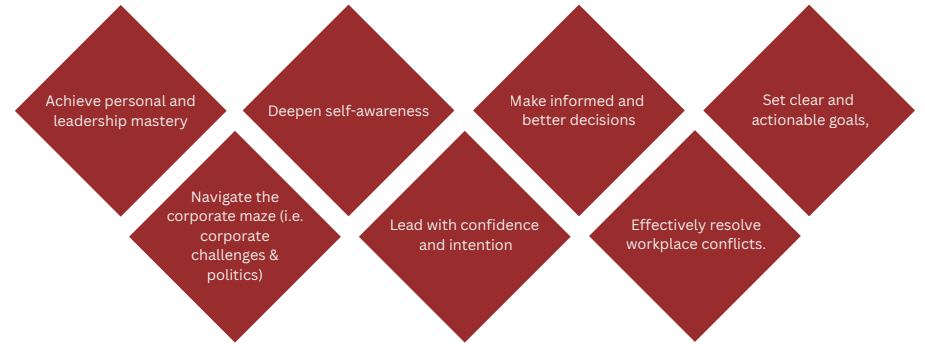 Achieve personal and
leadership mastery
Deepen self-awareness
Make informed and
better decisions
Set clear and
actionable goals,
Navigate the
corporate maze (i.e.
corporate
challenges &
politics)
Lead with confidence
and intention
Effectively resolve
workplace conflicts.